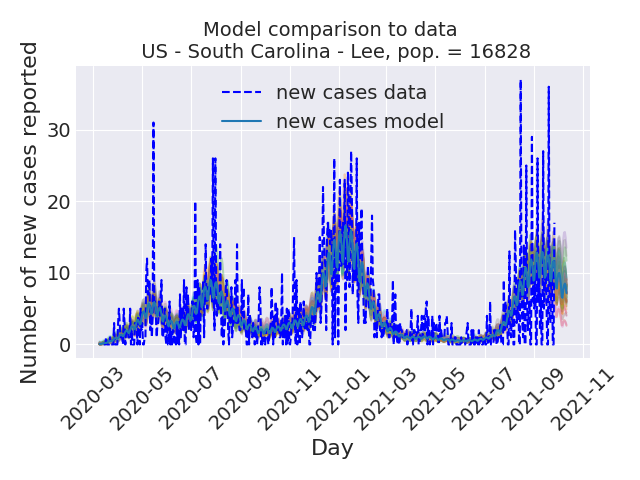 Model comparison to data
US - South Carolina - Lee, pop. = 16828
Number of new cases reported
new cases data
new cases model
30
20
10
0
2020-03
2020-05
2020-07
2020-09
2020-11
2021-01
2021-03
2021-05
2021-07
2021-09
2021-11
Day